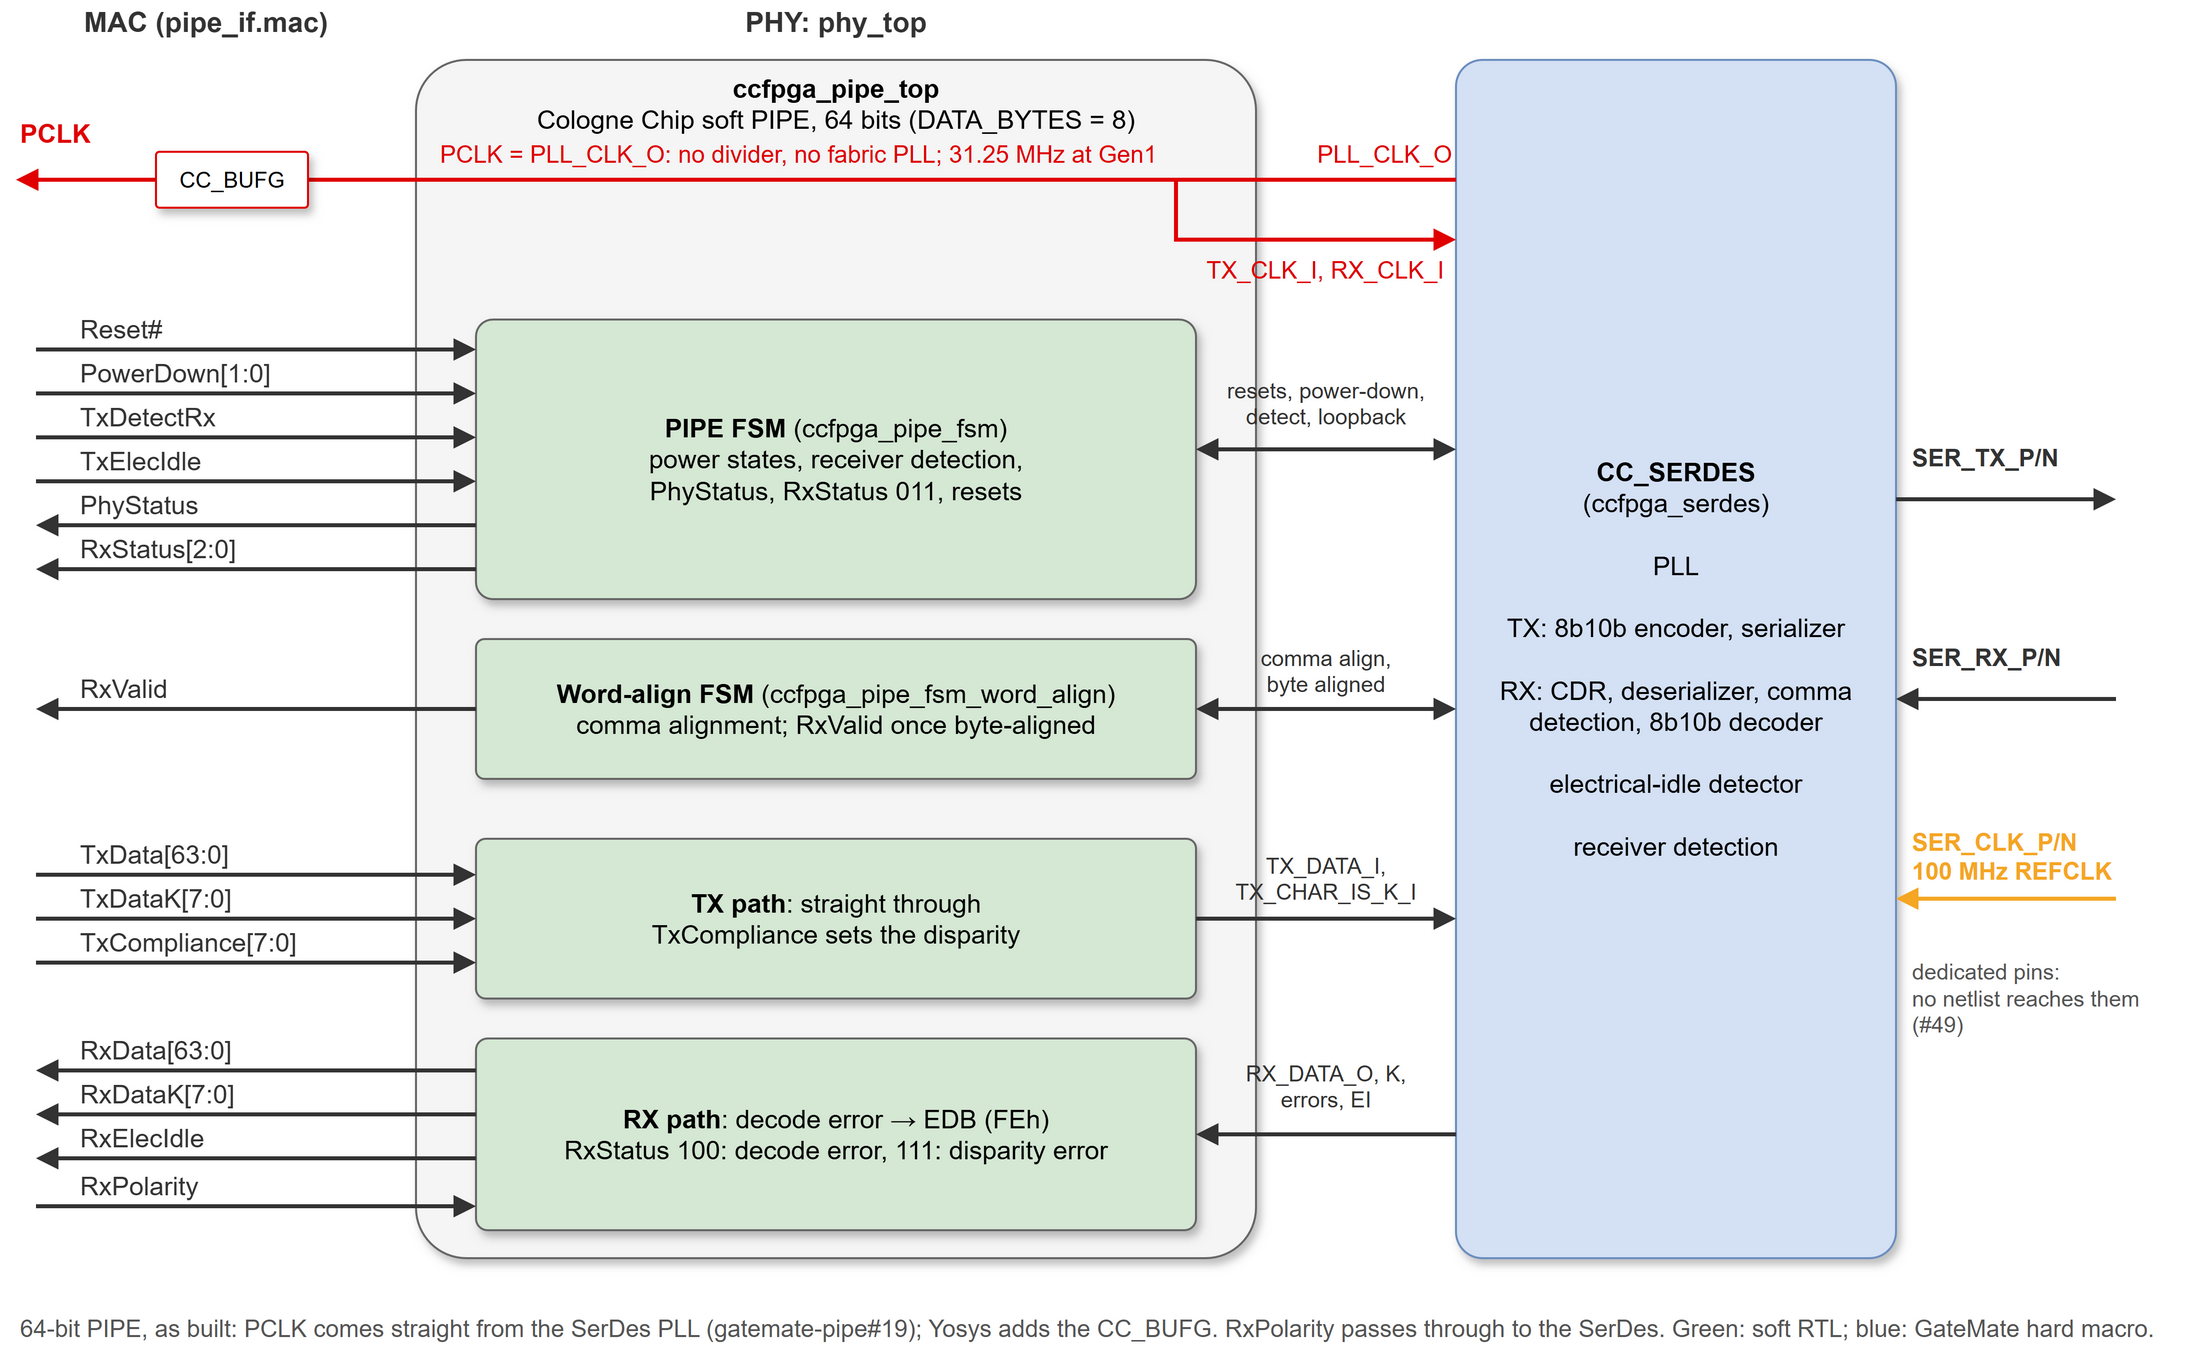 MAC (pipe_if.mac)
PHY: phy_top
ccfpga_pipe_top
Cologne Chip soft PIPE, 64 bits (DATA_BYTES = 8)
PCLK
PCLK = PLL_CLK_O: no divider, no fabric PLL; 31.25 MHz at Gen1
PLL_CLK_O
CC_BUFG
TX_CLK_I, RX_CLK_I
Reset#
PowerDown[1:0]
TxDetectRx
TxElecIdle
PhyStatus
RxStatus[2:0]
PIPE FSM (ccfpga_pipe_fsm)
power states, receiver detection,
PhyStatus, RxStatus 011, resets
resets, power-down,
detect, loopback
RxValid
Word-align FSM (ccfpga_pipe_fsm_word_align)
comma alignment; RxValid once byte-aligned
comma align,
byte aligned
TxData[63:0]
TxDataK[7:0]
TxCompliance[7:0]
TX path: straight through
TxCompliance sets the disparity
TX_DATA_I,
TX_CHAR_IS_K_I
RxData[63:0]
RxDataK[7:0]
RxElecIdle
RxPolarity
RX path: decode error → EDB (FEh)
RxStatus 100: decode error, 111: disparity error
RX_DATA_O, K,
errors, EI
CC_SERDES
(ccfpga_serdes)
PLL
TX: 8b10b encoder, serializer
RX: CDR, deserializer, comma
detection, 8b10b decoder
electrical-idle detector
receiver detection
SER_TX_P/N
SER_RX_P/N
SER_CLK_P/N
100 MHz REFCLK
dedicated pins:
no netlist reaches them
(#49)
64-bit PIPE, as built: PCLK comes straight from the SerDes PLL (gatemate-pipe#19); Yosys adds the CC_BUFG. RxPolarity passes through to the SerDes. Green: soft RTL; blue: GateMate hard macro.